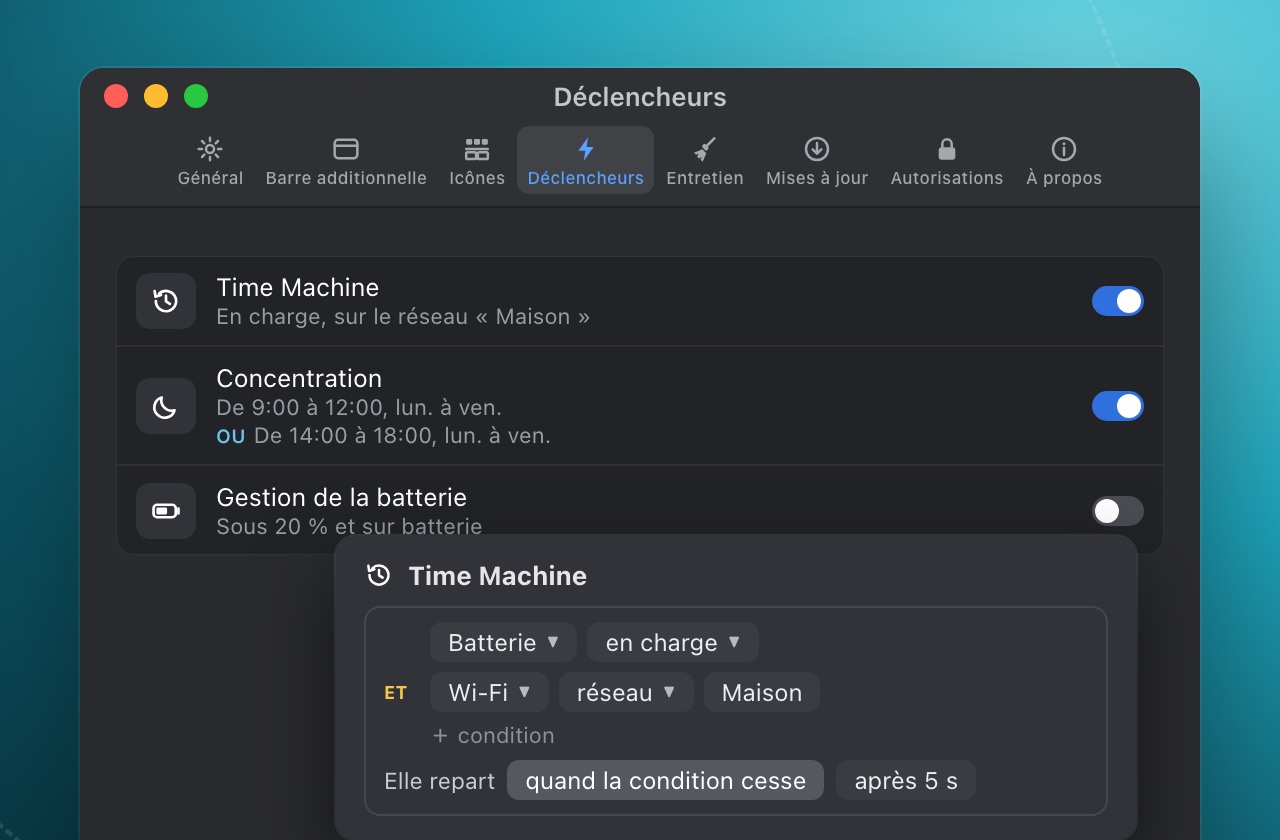 Déclencheurs
Général Barre additionnelle Icônes Déclencheurs Entretien Mises à jour Autorisations À propos
Time Machine
En charge, sur le réseau « Maison »
Concentration
De 9:00 à 12:00, lun. à ven.
OU De 14:00 à 18:00, lun. à ven.
Gestion de la batterie
Sous 20 % et sur batterie
Time Machine
Batterie ▼ en charge ▼
ET Wi-Fi ▼ réseau ▼ Maison
+ condition
Elle repart quand la condition cesse après 5 s